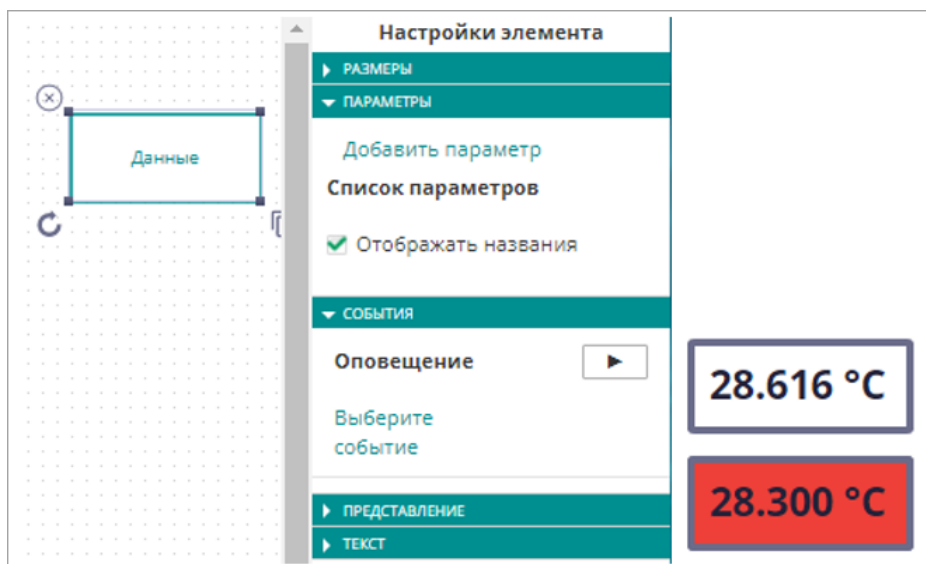 Настройки элемента
РАЗМЕРЫ
ПАРАМЕТРЫ
Данные
Добавить параметр
Список параметров
Отображать названия
СОБЫТИЯ
Оповещение
Выберите
событие
28.616 °C
28.300 °C
ПРЕДСТАВЛЕНИЕ
ТЕКСТ